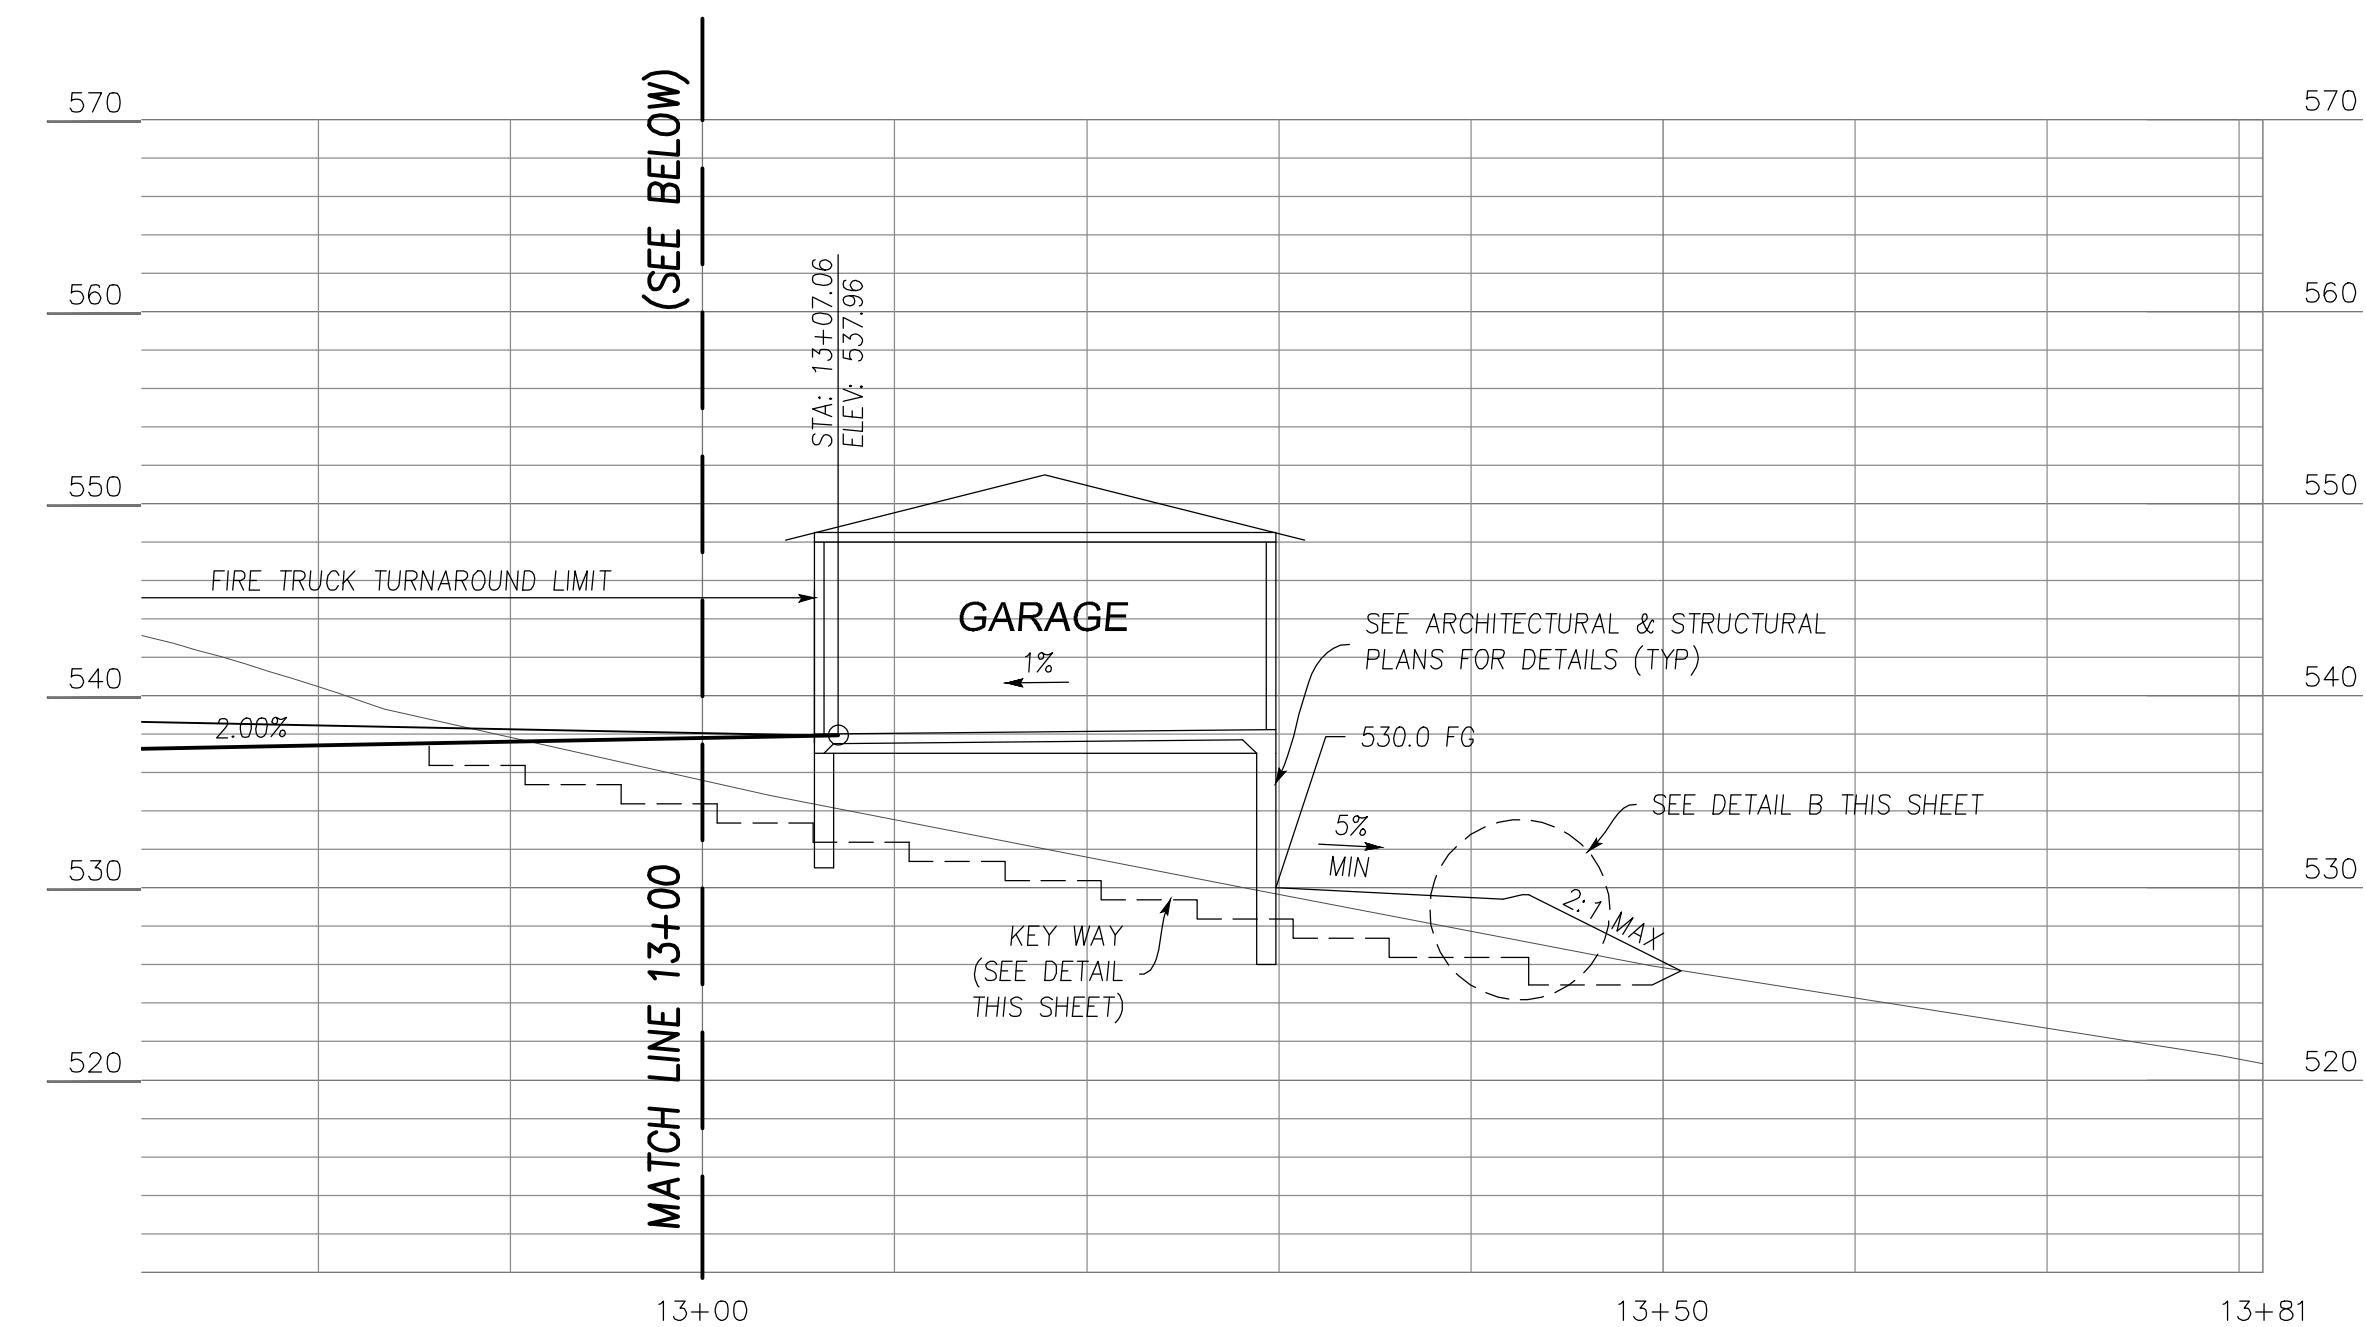 (SEE BELOW)
MATCH LINE 13+00
570
560
550
540
530
520
570
560
550
540
530
520
STA: 13+07.06
ELEV: 537.96
FIRE TRUCK TURNAROUND LIMIT
2.00%
GARAGE
1%
SEE ARCHITECTURAL & STRUCTURAL
PLANS FOR DETAILS (TYP)
530.0 FG
5%
MIN
SEE DETAIL B THIS SHEET
2:1 MAX
KEY WAY
(SEE DETAIL
THIS SHEET)
13+00
13+50
13+81